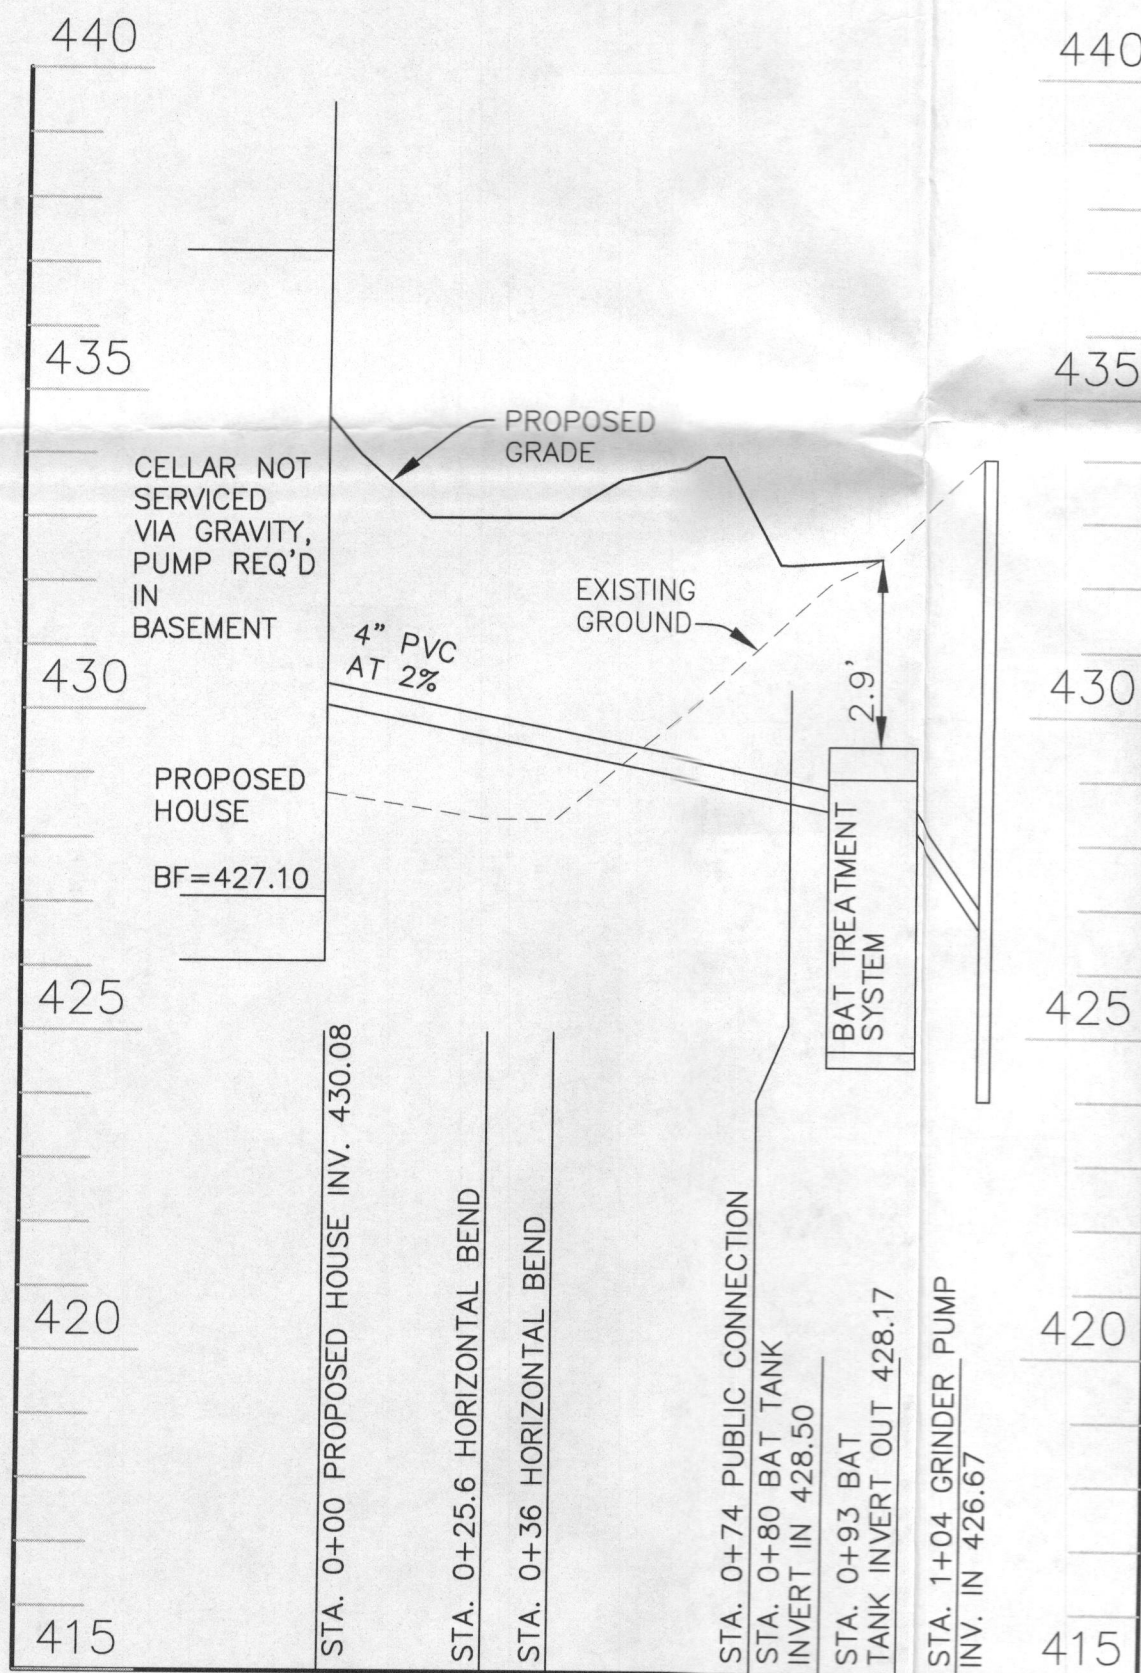 440
440
435
435
PROPOSED
GRADE
CELLAR NOT
SERVICED
VIA GRAVITY,
PUMP REQ'D
IN
BASEMENT
EXISTING
GROUND
4" PVC
AT 2%
430
430
2.9'
PROPOSED
HOUSE
BF=427.10
BAT TREATMENT
SYSTEM
425
425
STA. 0+00 PROPOSED HOUSE INV. 430.08
STA. 0+25.6 HORIZONTAL BEND
STA. 0+36 HORIZONTAL BEND
STA. 0+74 PUBLIC CONNECTION
STA. 0+80 BAT TANK
INVERT IN 428.50
STA. 0+93 BAT
TANK INVERT OUT 428.17
STA. 1+04 GRINDER PUMP
INV. IN 426.67
420
420
415
415